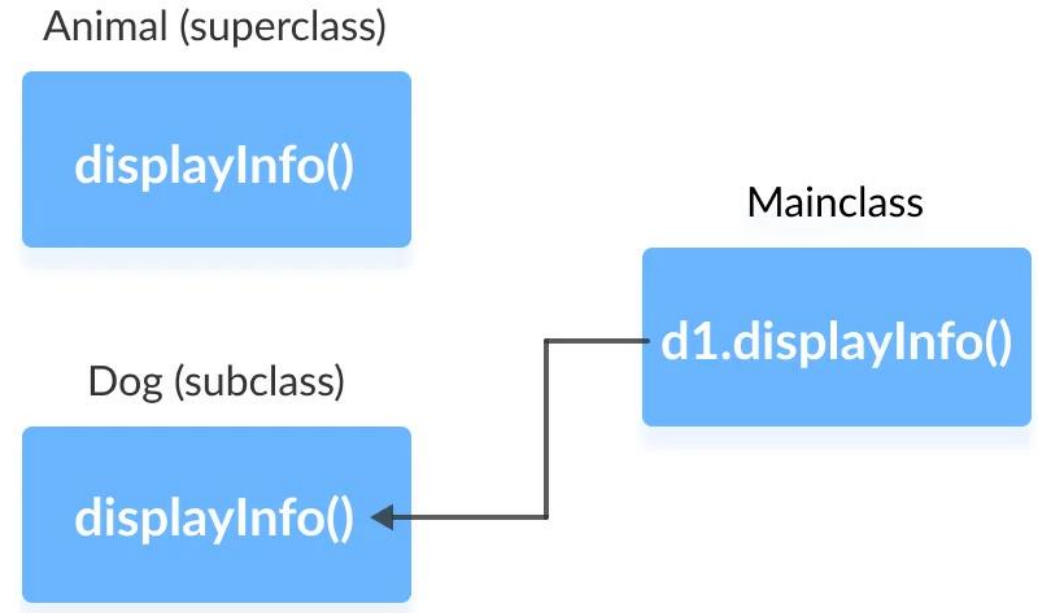 Animal (superclass)
displayInfo()
Mainclass
d1.displayInfo()
Dog (subclass)
displayInfo()